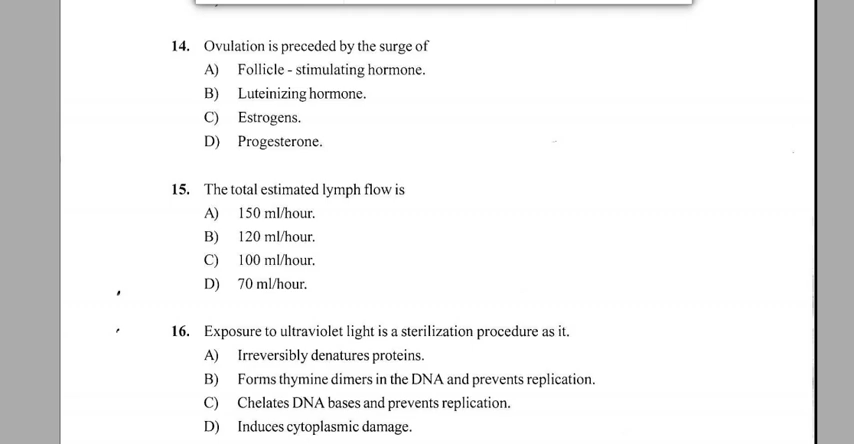 14. Ovulation is preceded by the surge of
A) Follicle - stimulating hormone.
B) Luteinizing hormone.
C) Estrogens.
D) Progesterone.
15. The total estimated lymph flow is
A) 150 ml/hour.
B) 120 ml/hour.
C) 100 ml/hour.
D) 70 ml/hour.
16. Exposure to ultraviolet light is a sterilization procedure as it.
A) Irreversibly denatures proteins.
B) Forms thymine dimers in the DNA and prevents replication.
C) Chelates DNA bases and prevents replication.
D) Induces cytoplasmic damage.